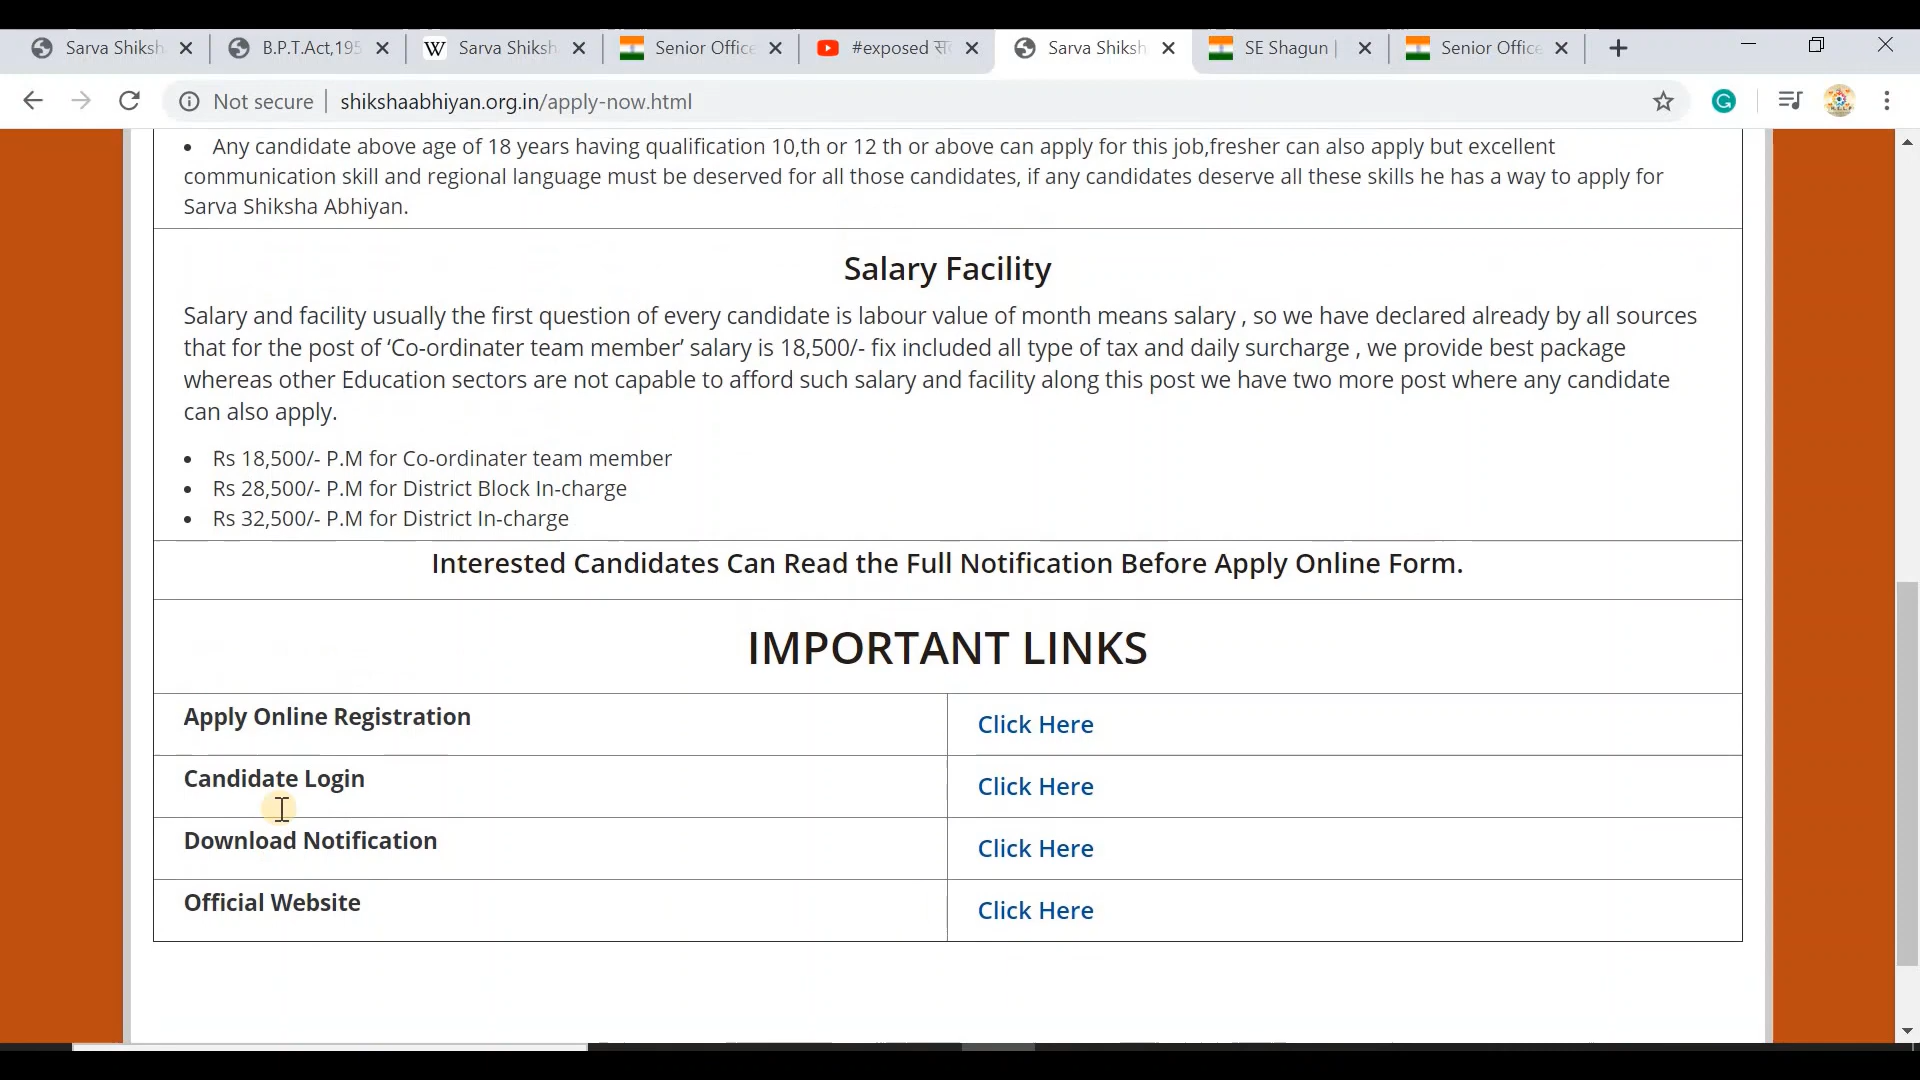 Sarva Shiksh
B.P.T.Act,195
W
Sarva Shiksh
Senior Office
#exposed स
Sarva Shiksh
SE Shagun |
Senior Office
Not secure
shikshaabhiyan.org.in/apply-now.html
• Any candidate above age of 18 years having qualification 10,th or 12 th or above can apply for this job,fresher can also apply but excellent
communication skill and regional language must be deserved for all those candidates, if any candidates deserve all these skills he has a way to apply for
Sarva Shiksha Abhiyan.
Salary Facility
Salary and facility usually the first question of every candidate is labour value of month means salary , so we have declared already by all sources
that for the post of ‘Co-ordinater team member’ salary is 18,500/- fix included all type of tax and daily surcharge , we provide best package
whereas other Education sectors are not capable to afford such salary and facility along this post we have two more post where any candidate
can also apply.
• Rs 18,500/- P.M for Co-ordinater team member
• Rs 28,500/- P.M for District Block In-charge
• Rs 32,500/- P.M for District In-charge
Interested Candidates Can Read the Full Notification Before Apply Online Form.
IMPORTANT LINKS
Apply Online Registration
Click Here
Candidate Login
Click Here
Download Notification
Click Here
Official Website
Click Here